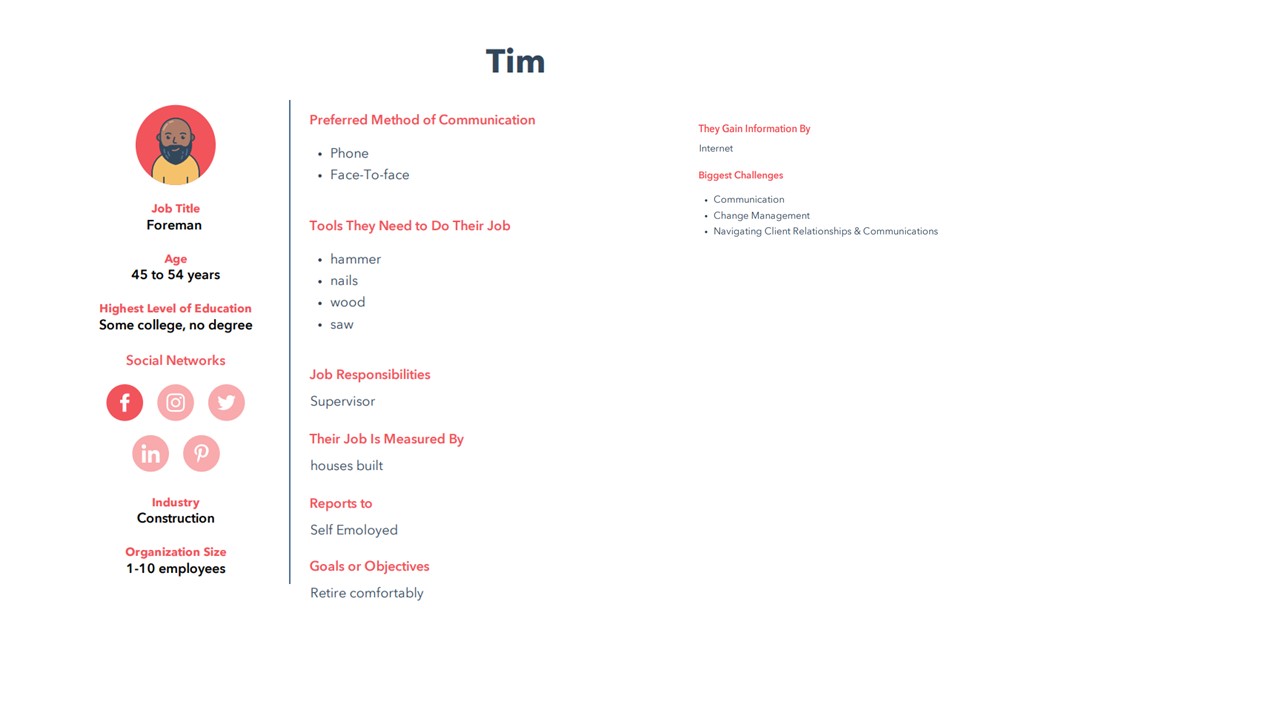 Tim
Job Title
Foreman
Age
45 to 54 years
Highest Level of Education
Some college, no degree
Social Networks
Industry
Construction
Organization Size
1-10 employees
Preferred Method of Communication
• Phone
• Face-To-face
Tools They Need to Do Their Job
• hammer
• nails
• wood
• saw
Job Responsibilities
Supervisor
Their Job Is Measured By
houses built
Reports to
Self Emoloyed
Goals or Objectives
Retire comfortably
They Gain Information By
Internet
Biggest Challenges
• Communication
• Change Management
• Navigating Client Relationships & Communications